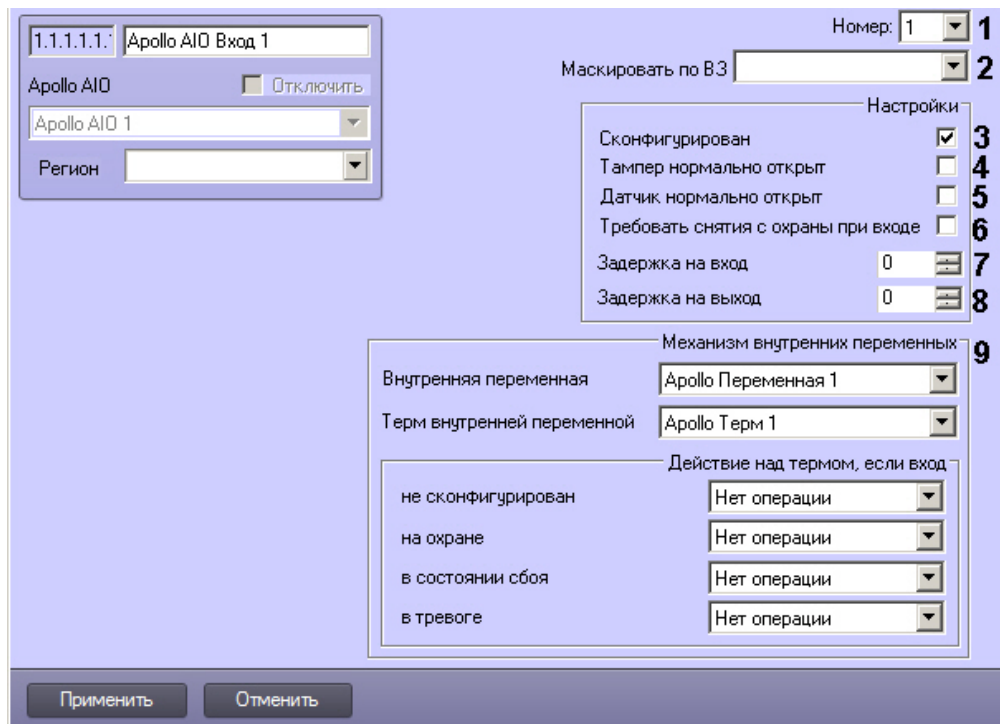 1.1.1.1.1. Apollo AIO Вход 1
Apollo AIO Отключить
Apollo AIO 1
Регион
Номер: 1 1
Маскировать по ВЗ 2
Настройки
Сконфигурирован 3
Тампер нормально открыт 4
Датчик нормально открыт 5
Требовать снятия с охраны при входе 6
Задержка на вход 0 7
Задержка на выход 0 8
Механизм внутренних переменных 9
Внутренняя переменная Apollo Переменная 1
Терм внутренней переменной Apollo Терм 1
Действие над термом, если вход
не сконфигурирован Нет операции
на охране Нет операции
в состоянии сбоя Нет операции
в тревоге Нет операции
Применить Отменить